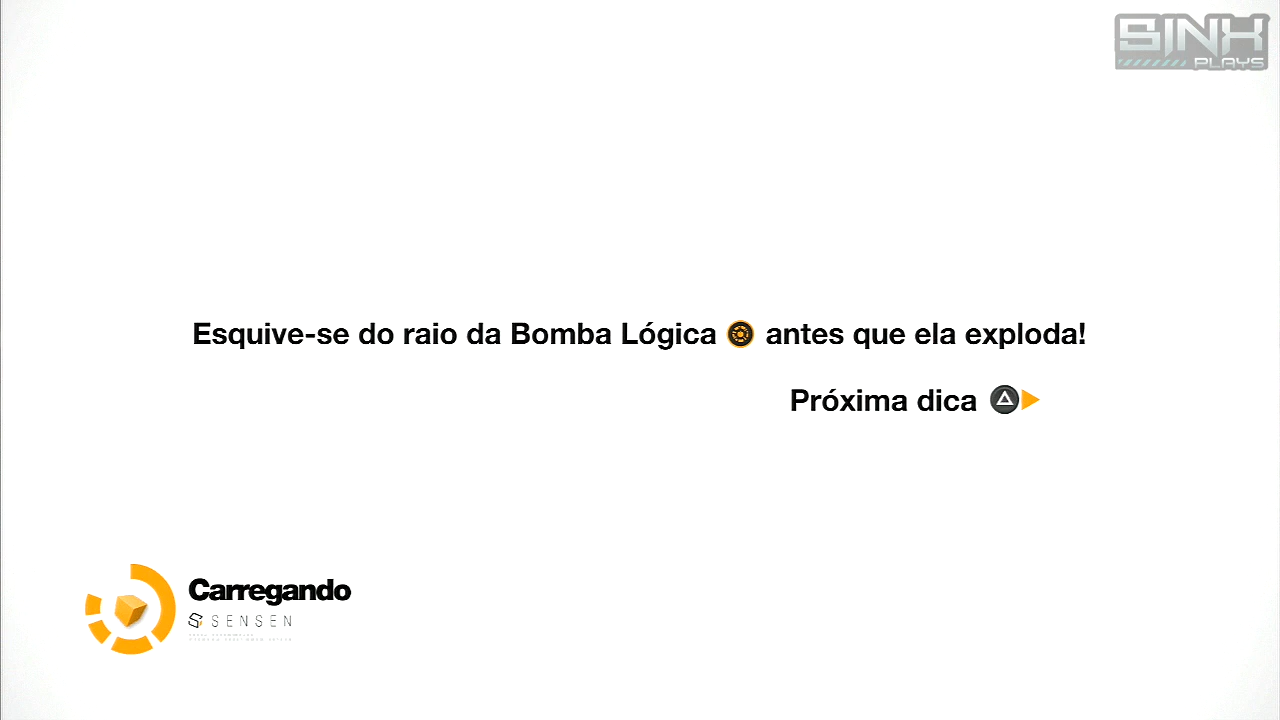 SINX
PLAYS
Esquive-se do raio da Bomba Lógica antes que ela exploda!
Próxima dica
Carregando
SENSEN